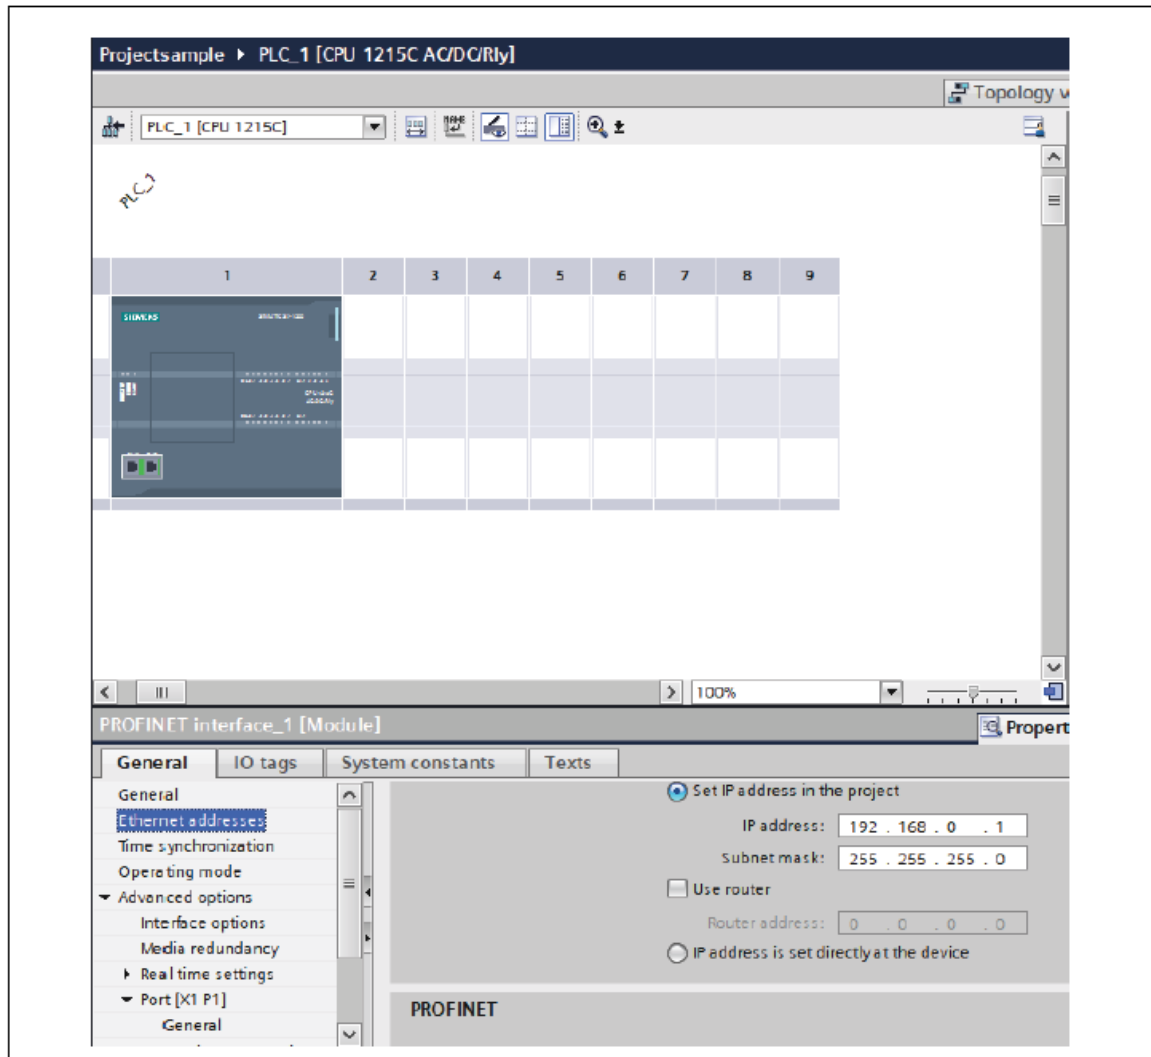 Projectsample ▸ PLC_1 [CPU 1215C AC/DC/Rly]
Topology v
PLC_1 [CPU 1215C]
PLC_1
1 2 3 4 5 6 7 8 9
SIEMENS
100%
PROFINET interface_1 [Module]
Propert
General IO tags System constants Texts
General
Ethernet addresses
Time synchronization
Operating mode
Advanced options
Interface options
Media redundancy
Real time settings
Port [X1 P1]
General
Set IP address in the project
IP address: 192 . 168 . 0 . 1
Subnet mask: 255 . 255 . 255 . 0
Use router
Router address: 0 . 0 . 0 . 0
IP address is set directly at the device
PROFINET